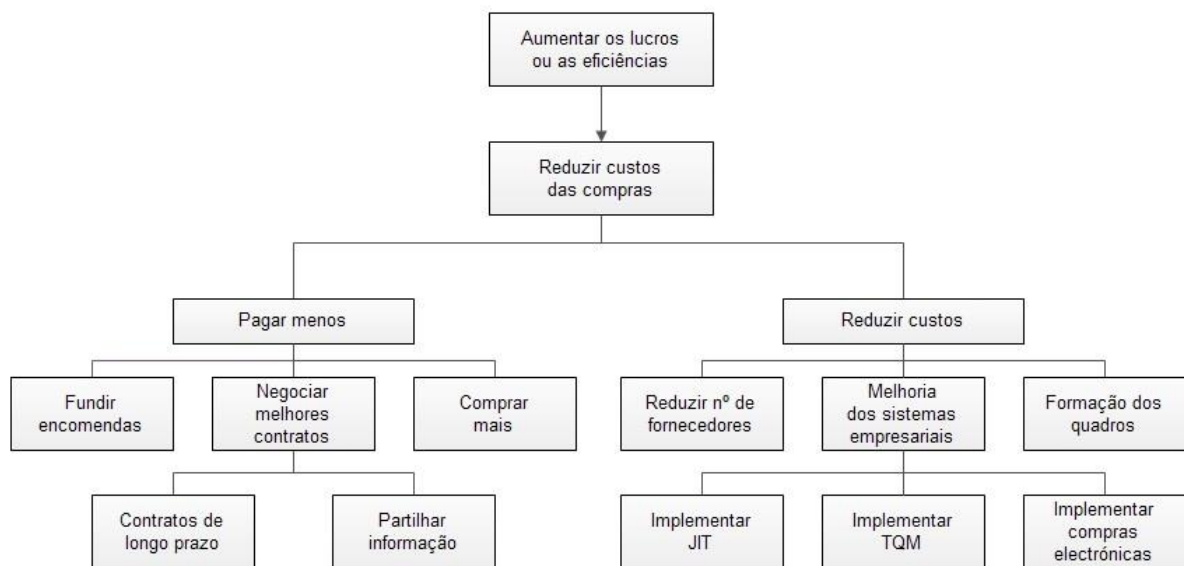 Aumentar os lucros
ou as eficiências
Reduzir custos
das compras
Pagar menos
Reduzir custos
Fundir
encomendas
Negociar
melhores
contratos
Comprar
mais
Reduzir nº de
fornecedores
Melhoria
dos sistemas
empresariais
Formação dos
quadros
Contratos de
longo prazo
Partilhar
informação
Implementar
JIT
Implementar
TQM
Implementar
compras
electrónicas